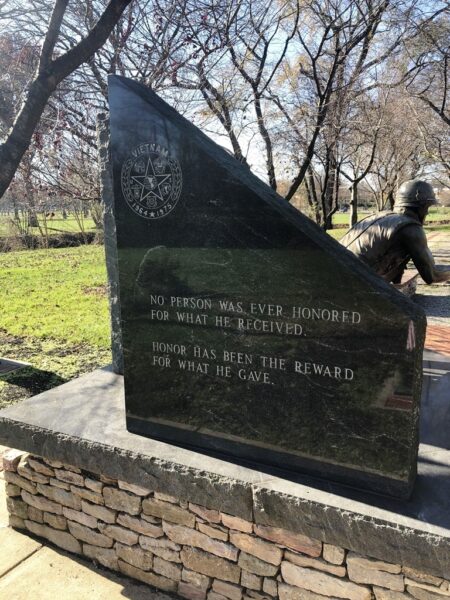 VIETNAM
1964 1975
NO PERSON WAS EVER HONORED
FOR WHAT HE RECEIVED.
HONOR HAS BEEN THE REWARD
FOR WHAT HE GAVE.